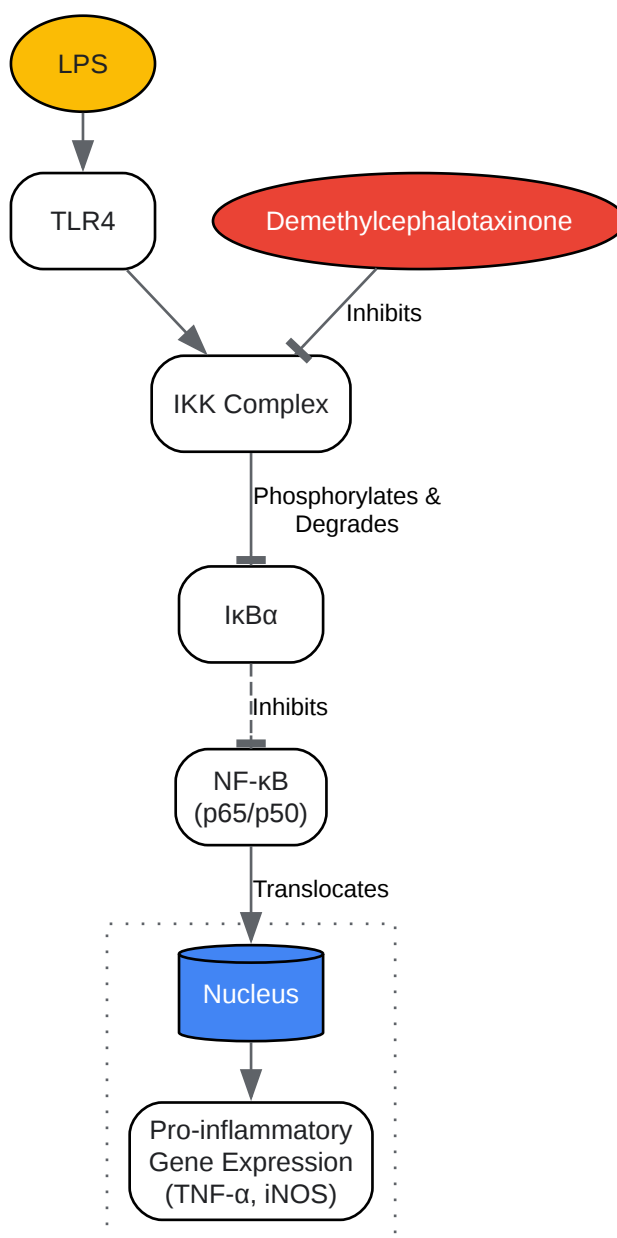 LPS
TLR4
Demethylcephalotaxinone
Inhibits
IKK Complex
Phosphorylates &
Degrades
IκBα
Inhibits
NF-κB
(p65/p50)
Translocates
Nucleus
Pro-inflammatory
Gene Expression
(TNF-α, iNOS)